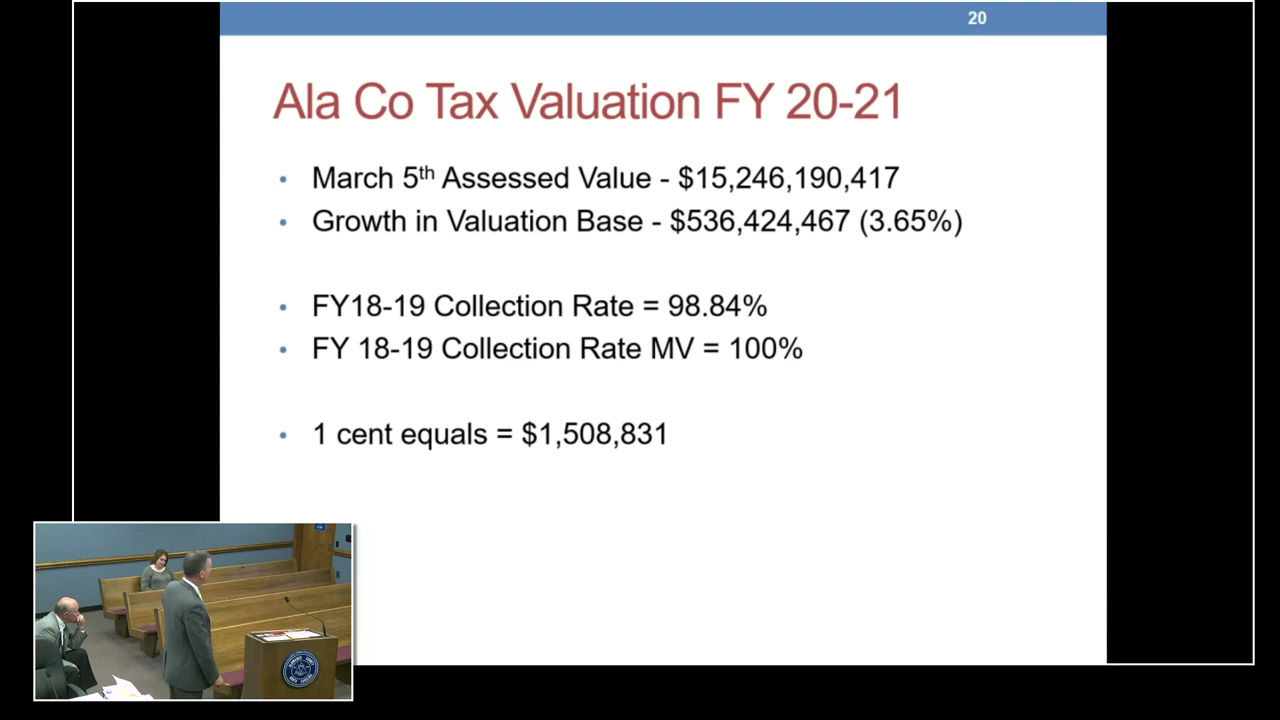 20
Ala Co Tax Valuation FY 20-21
• March 5th Assessed Value - $15,246,190,417
• Growth in Valuation Base - $536,424,467 (3.65%)
• FY18-19 Collection Rate = 98.84%
• FY 18-19 Collection Rate MV = 100%
• 1 cent equals = $1,508,831